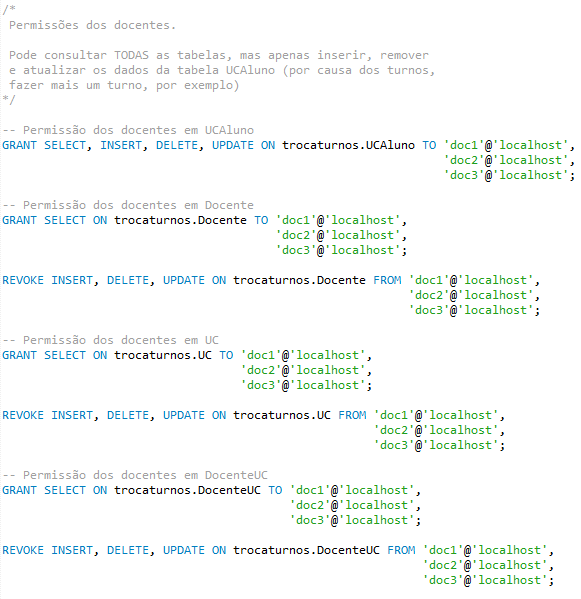 /*
Permissões dos docentes.
Pode consultar TODAS as tabelas, mas apenas inserir, remover
e atualizar os dados da tabela UCAluno (por causa dos turnos,
fazer mais um turno, por exemplo)
*/
-- Permissão dos docentes em UCAluno
GRANT SELECT, INSERT, DELETE, UPDATE ON trocaturnos.UCAluno TO 'doc1'@'localhost',
'doc2'@'localhost',
'doc3'@'localhost';
-- Permissão dos docentes em Docente
GRANT SELECT ON trocaturnos.Docente TO 'doc1'@'localhost',
'doc2'@'localhost',
'doc3'@'localhost';
REVOKE INSERT, DELETE, UPDATE ON trocaturnos.Docente FROM 'doc1'@'localhost',
'doc2'@'localhost',
'doc3'@'localhost';
-- Permissão dos docentes em UC
GRANT SELECT ON trocaturnos.UC TO 'doc1'@'localhost',
'doc2'@'localhost',
'doc3'@'localhost';
REVOKE INSERT, DELETE, UPDATE ON trocaturnos.UC FROM 'doc1'@'localhost',
'doc2'@'localhost',
'doc3'@'localhost';
-- Permissão dos docentes em DocenteUC
GRANT SELECT ON trocaturnos.DocenteUC TO 'doc1'@'localhost',
'doc2'@'localhost',
'doc3'@'localhost';
REVOKE INSERT, DELETE, UPDATE ON trocaturnos.DocenteUC FROM 'doc1'@'localhost',
'doc2'@'localhost',
'doc3'@'localhost';